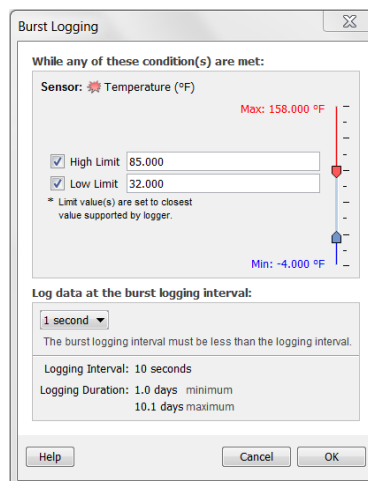 Burst Logging
While any of these condition(s) are met:
Sensor: Temperature (°F)
Max: 158.000 °F
High Limit 85.000
Low Limit 32.000
* Limit value(s) are set to closest
value supported by logger.
Min: -4.000 °F
Log data at the burst logging interval:
1 second
The burst logging interval must be less than the logging interval.
Logging Interval: 10 seconds
Logging Duration: 1.0 days minimum
10.1 days maximum
Help Cancel OK